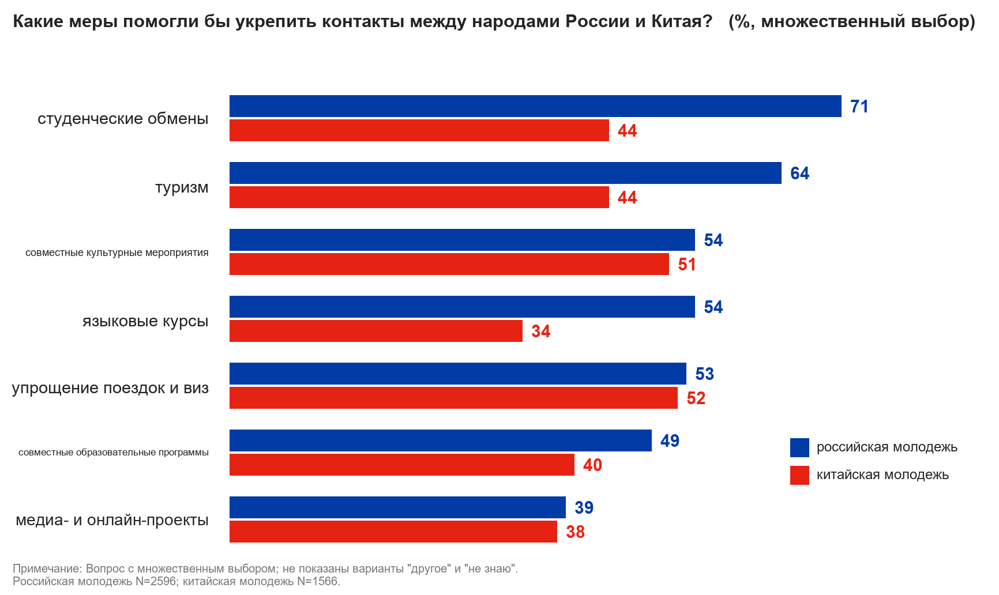 Какие меры помогли бы укрепить контакты между народами России и Китая? (%, множественный выбор)
студенческие обмены
71
44
туризм
64
44
совместные культурные мероприятия
54
51
языковые курсы
54
34
упрощение поездок и виз
53
52
совместные образовательные программы
49
40
медиа- и онлайн-проекты
39
38
российская молодежь
китайская молодежь
Примечание: Вопрос с множественным выбором; не показаны варианты "другое" и "не знаю".
Российская молодежь N=2596; китайская молодежь N=1566.